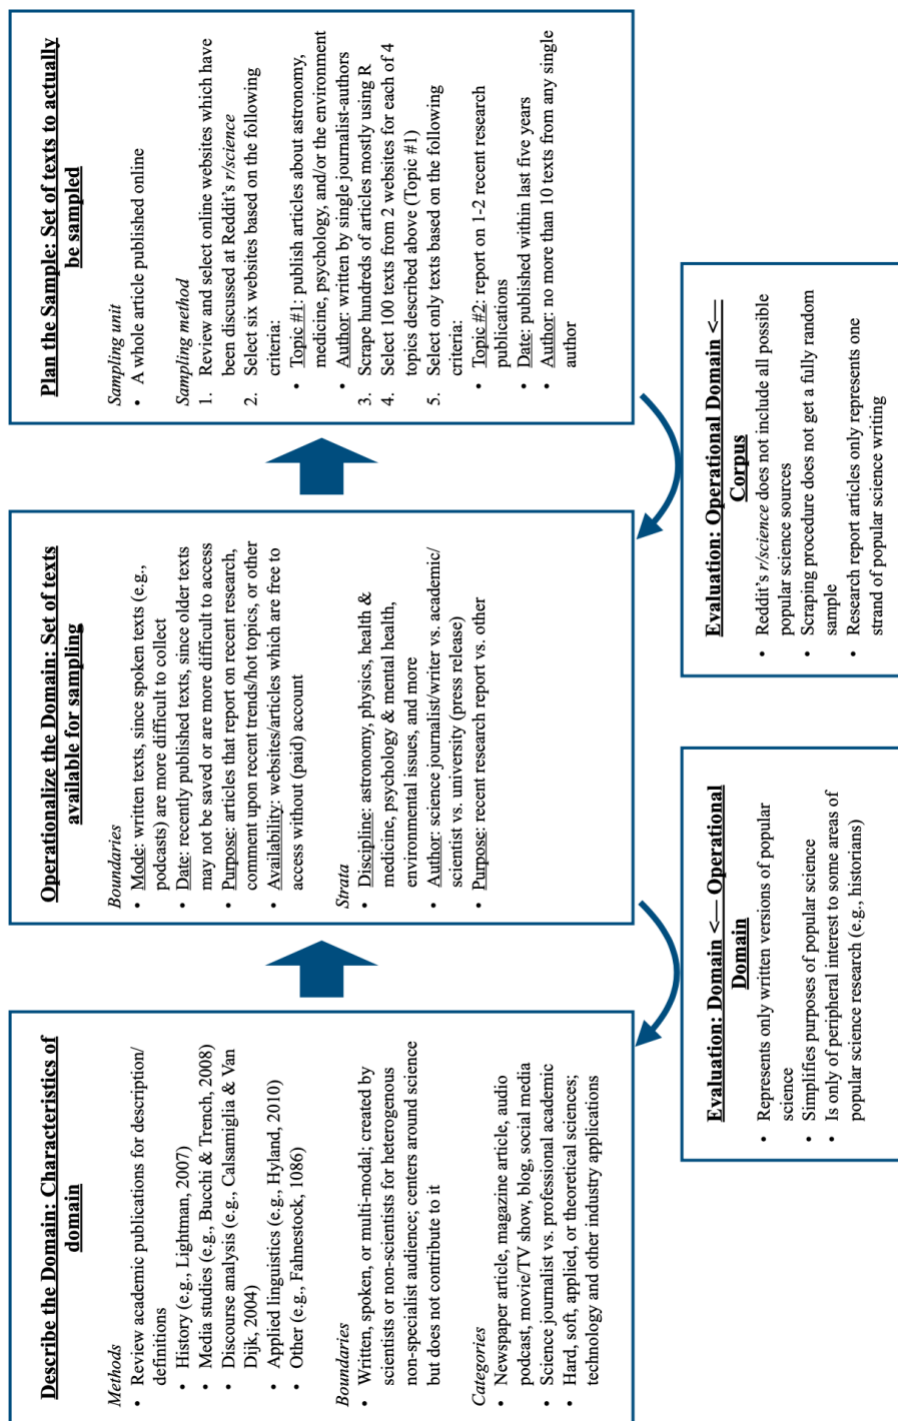 Describe the Domain: Characteristics of
domain
Methods
• Review academic publications for description/
definitions
• History (e.g., Lightman, 2007)
• Media studies (e.g., Bucchi & Trench, 2008)
• Discourse analysis (e.g., Calsamiglia & Van
Dijk, 2004)
• Applied linguistics (e.g., Hyland, 2010)
• Other (e.g., Fahnestock, 1086)
Boundaries
• Written, spoken, or multi-modal; created by
scientists or non-scientists for heterogenous
non-specialist audience; centers around science
but does not contribute to it
Categories
• Newspaper article, magazine article, audio
podcast, movie/TV show, blog, social media
• Science journalist vs. professional academic
• Hard, soft, applied, or theoretical sciences;
technology and other industry applications
Operationalize the Domain: Set of texts
available for sampling
Boundaries
• Mode: written texts, since spoken texts (e.g.,
podcasts) are more difficult to collect
• Date: recently published texts, since older texts
may not be saved or are more difficult to access
• Purpose: articles that report on recent research,
comment upon recent trends/hot topics, or other
• Availability: websites/articles which are free to
access without (paid) account
Strata
• Discipline: astronomy, physics, health &
medicine, psychology & mental health,
environmental issues, and more
• Author: science journalist/writer vs. academic/
scientist vs. university (press release)
• Purpose: recent research report vs. other
Plan the Sample: Set of texts to actually
be sampled
Sampling unit
• A whole article published online
Sampling method
1. Review and select online websites which have
been discussed at Reddit's r/science
2. Select six websites based on the following
criteria:
• Topic #1: publish articles about astronomy,
medicine, psychology, and/or the environment
• Author: written by single journalist-authors
3. Scrape hundreds of articles mostly using R
4. Select 100 texts from 2 websites for each of 4
topics described above (Topic #1)
5. Select only texts based on the following
criteria:
• Topic #2: report on 1-2 recent research
publications
• Date: published within last five years
• Author: no more than 10 texts from any single
author
Evaluation: Domain <— Operational
Domain
• Represents only written versions of popular
science
• Simplifies purposes of popular science
• Is only of peripheral interest to some areas of
popular science research (e.g., historians)
Evaluation: Operational Domain <—
Corpus
• Reddit's r/science does not include all possible
popular science sources
• Scraping procedure does not get a fully random
sample
• Research report articles only represents one
strand of popular science writing